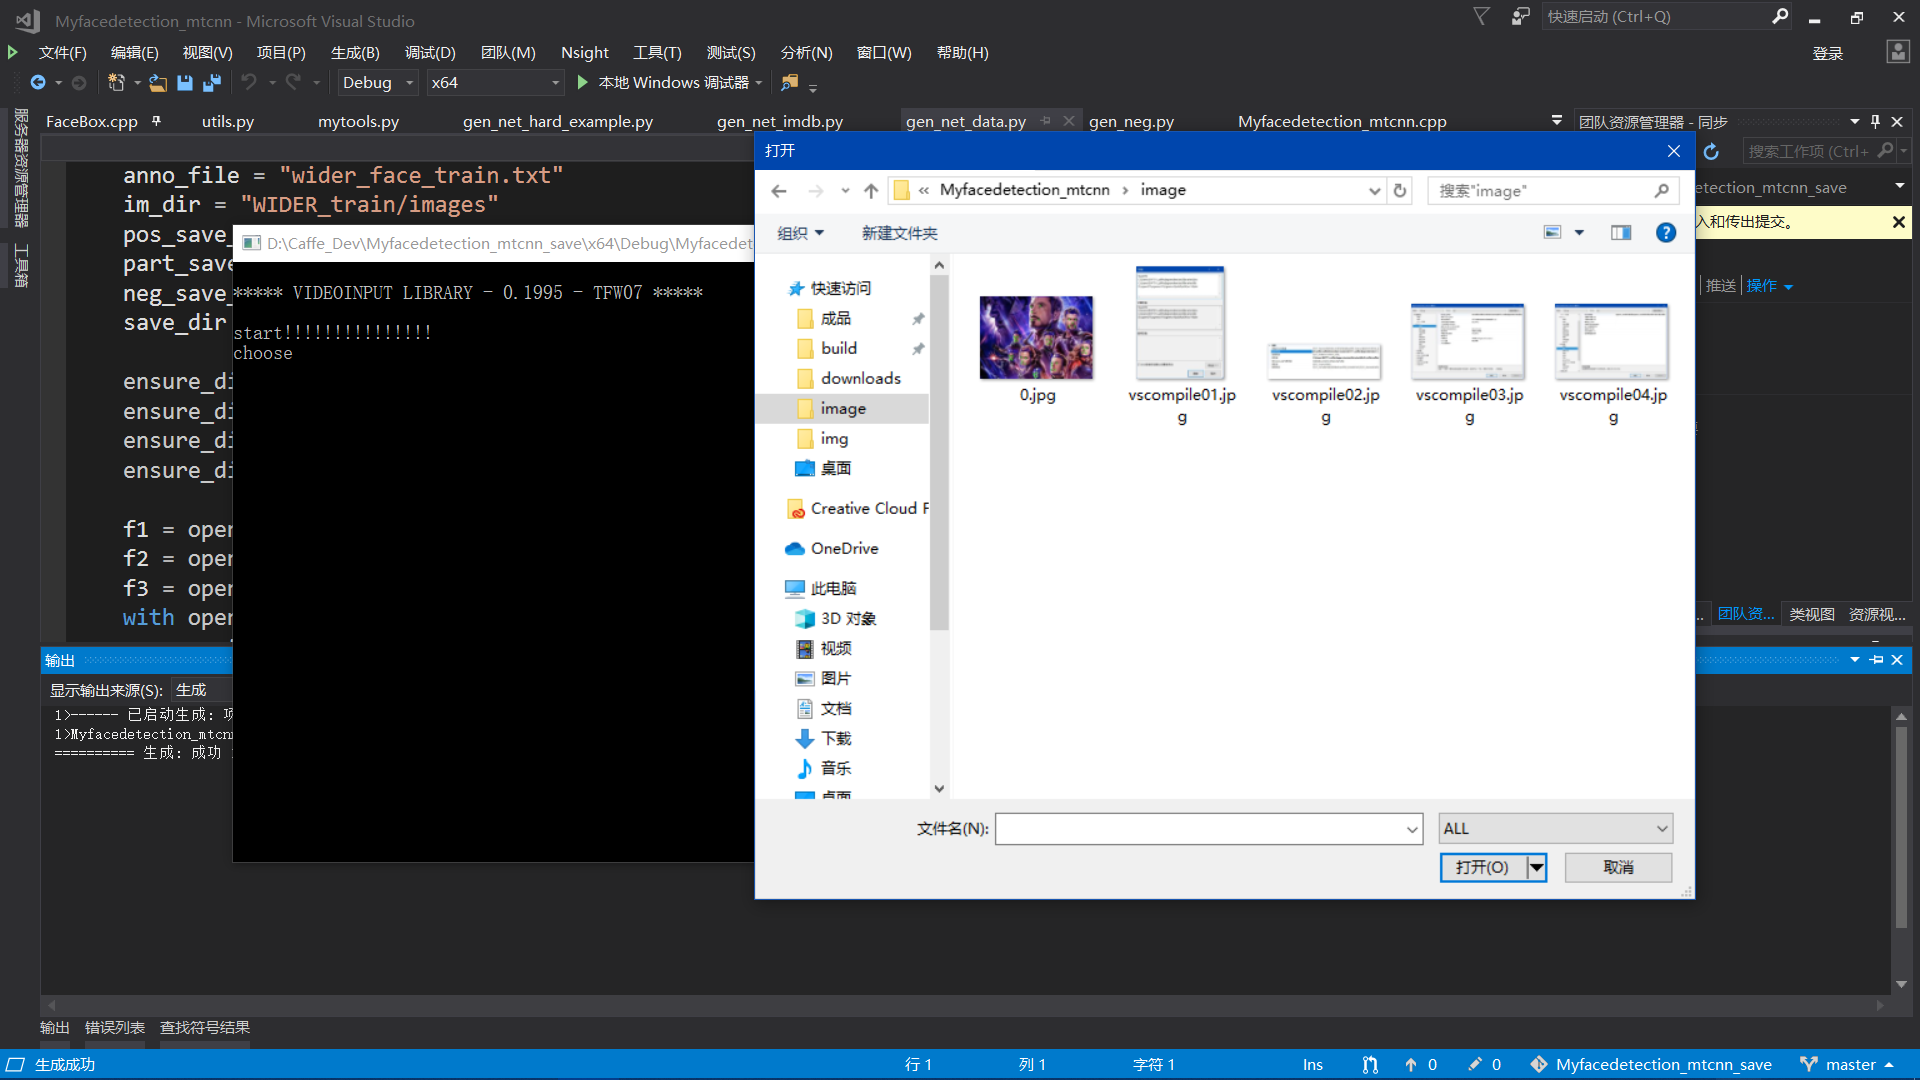 Myfacedetection_mtcnn - Microsoft Visual Studio
快速启动 (Ctrl+Q)
文件(F) 编辑(E) 视图(V) 项目(P) 生成(B) 调试(D) 团队(M) Nsight 工具(T) 测试(S) 分析(N) 窗口(W) 帮助(H)
登录
Debug x64 本地 Windows 调试器
服务器资源管理器
工具箱
FaceBox.cpp utils.py mytools.py gen_net_hard_example.py gen_net_imdb.py gen_net_data.py gen_neg.py Myfacedetection_mtcnn.cpp
团队资源管理器 - 同步
搜索工作项 (Ctrl+
etection_mtcnn_save
入和传出提交。
推送 操作
anno_file = "wider_face_train.txt"
im_dir = "WIDER_train/images"
pos_save_
part_save
neg_save_
save_dir
ensure_di
ensure_di
ensure_di
ensure_di
f1 = oper
f2 = oper
f3 = oper
with oper
D:\Caffe_Dev\Myfacedetection_mtcnn_save\x64\Debug\Myfacedet
***** VIDEOINPUT LIBRARY - 0.1995 - TFW07 *****
start!!!!!!!!!!!!!!!
choose
打开
« Myfacedetection_mtcnn › image
搜索"image"
组织 新建文件夹
快速访问
成品
build
downloads
image
img
桌面
Creative Cloud F
OneDrive
此电脑
3D 对象
视频
图片
文档
下载
音乐
桌面
0.jpg
vscompile01.jpg
vscompile02.jpg
vscompile03.jpg
vscompile04.jpg
文件名(N):
ALL
打开(O) 取消
... 团队资... 类视图 资源视...
输出
显示输出来源(S): 生成
1>------ 已启动生成: 项
1>Myfacedetection_mtcnn
========== 生成: 成功
输出 错误列表 查找符号结果
生成成功 行 1 列 1 字符 1 Ins 0 0 Myfacedetection_mtcnn_save master